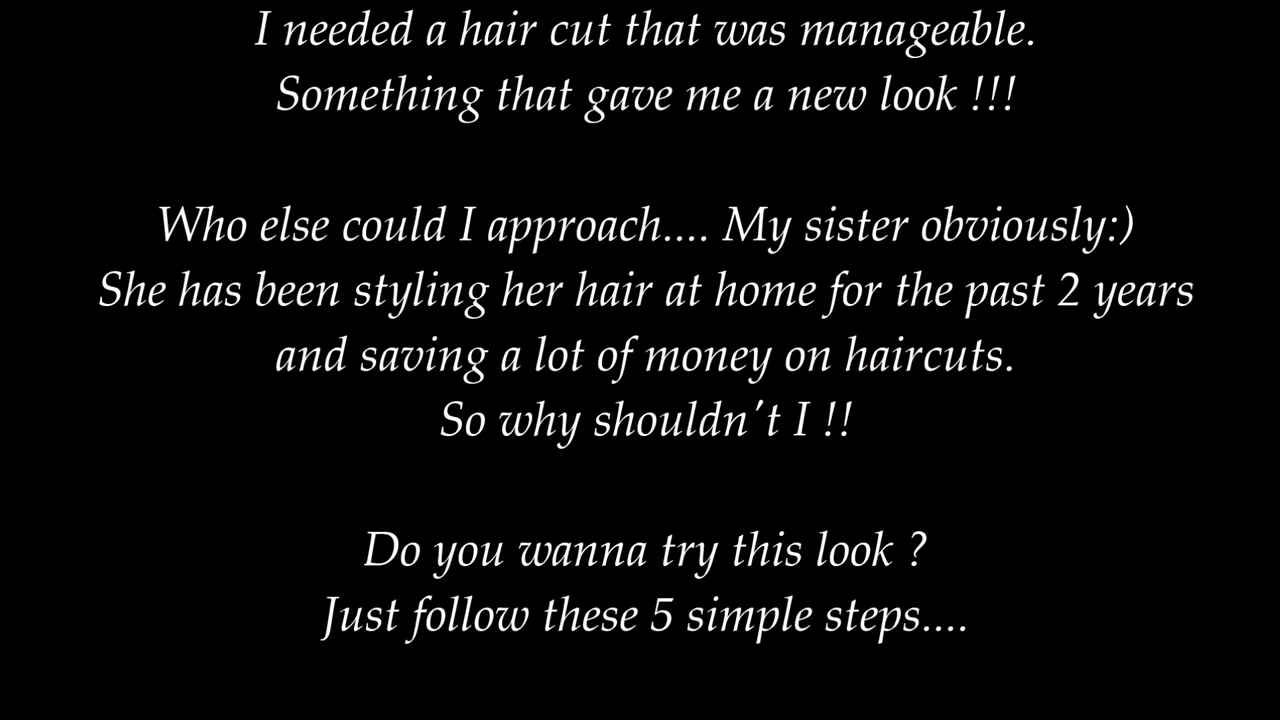 I needed a hair cut that was manageable.
Something that gave me a new look !!!
Who else could I approach.... My sister obviously:)
She has been styling her hair at home for the past 2 years
and saving a lot of money on haircuts.
So why shouldn't I !!
Do you wanna try this look ?
Just follow these 5 simple steps....